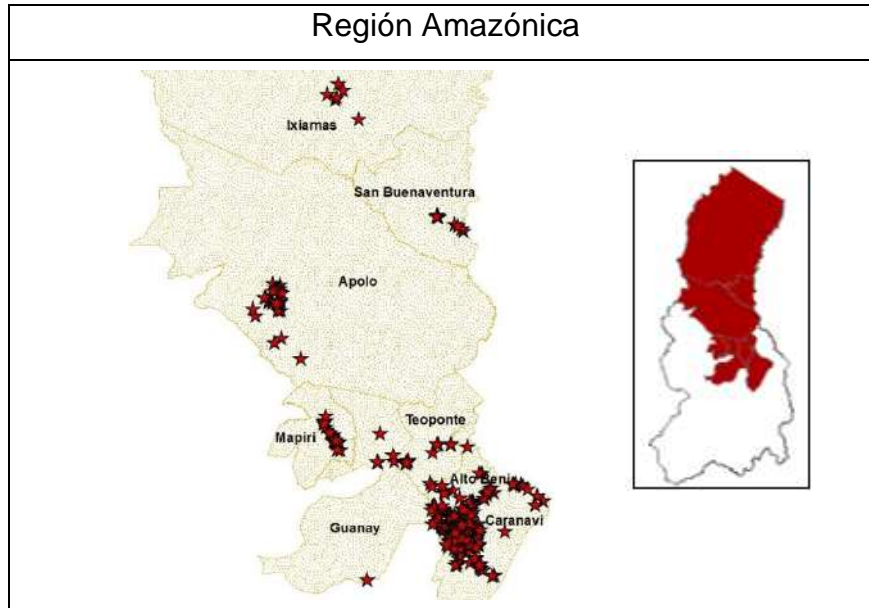 Región Amazónica
Ixiamas
San Buenaventura
Apolo
Teoponte
Mapiri
Alto Beni
Guanay
Caranavi